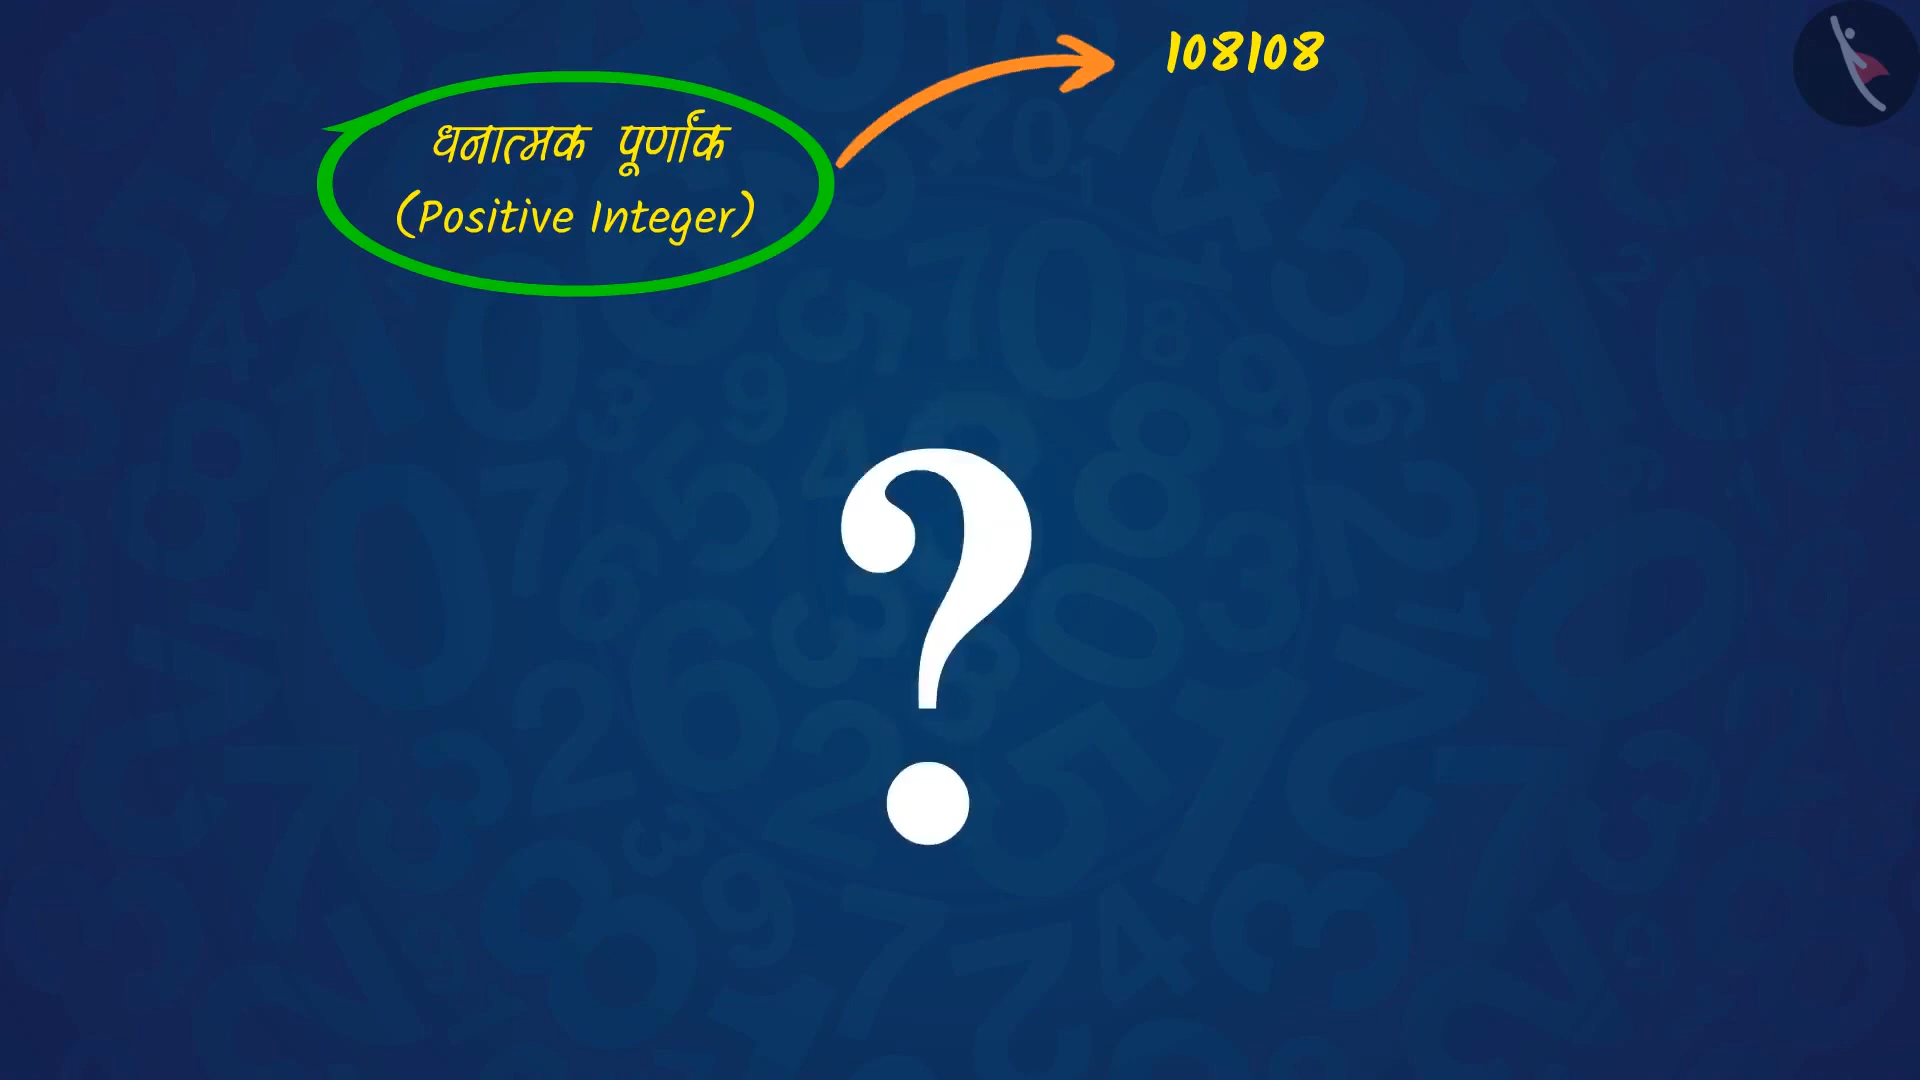 108108
धनात्मक पूर्णांक
(Positive Integer)
?